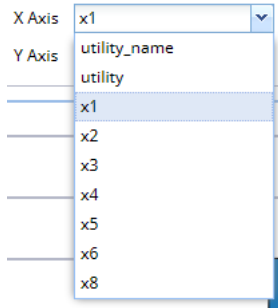 X Axis x1
Y Axis
utility_name
utility
x1
x2
x3
x4
x5
x6
x8